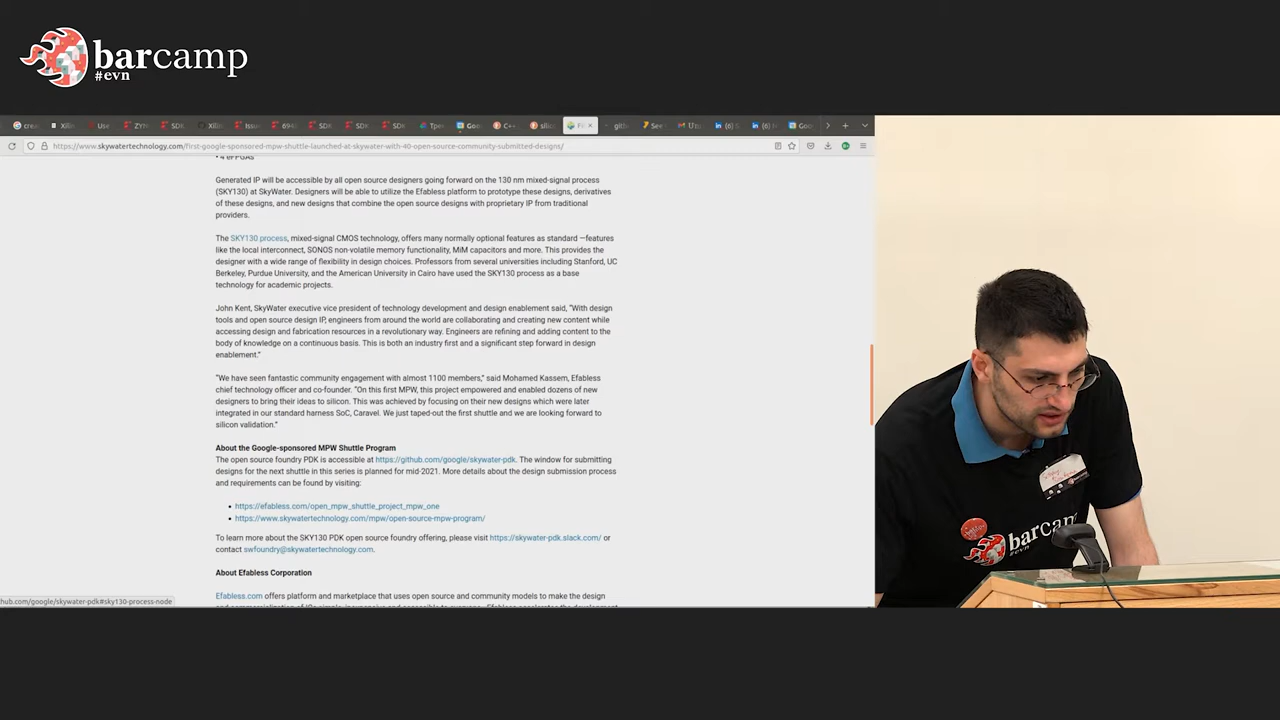 barcamp
#evn
https://www.skywatertechnology.com/first-google-sponsored-mpw-shuttle-launched-at-skywater-with-40-open-source-community-submitted-designs/
• 4 eFPGAs
Generated IP will be accessible by all open source designers going forward on the 130 nm mixed-signal process
(SKY130) at SkyWater. Designers will be able to utilize the Efabless platform to prototype these designs, derivatives
of these designs, and new designs that combine the open source designs with proprietary IP from traditional
providers.
The SKY130 process, mixed-signal CMOS technology, offers many normally optional features as standard —features
like the local interconnect, SONOS non-volatile memory functionality, MiM capacitors and more. This provides the
designer with a wide range of flexibility in design choices. Professors from several universities including Stanford, UC
Berkeley, Purdue University, and the American University in Cairo have used the SKY130 process as a base
technology for academic projects.
John Kent, SkyWater executive vice president of technology development and design enablement said, “With design
tools and open source design IP, engineers from around the world are collaborating and creating new content while
accessing design and fabrication resources in a revolutionary way. Engineers are refining and adding content to the
body of knowledge on a continuous basis. This is both an industry first and a significant step forward in design
enablement.”
“We have seen fantastic community engagement with almost 1100 members,” said Mohamed Kassem, Efabless
chief technology officer and co-founder. “On this first MPW, this project empowered and enabled dozens of new
designers to bring their ideas to silicon. This was achieved by focusing on their new designs which were later
integrated in our standard harness SoC, Caravel. We just taped-out the first shuttle and we are looking forward to
silicon validation.”
About the Google-sponsored MPW Shuttle Program
The open source foundry PDK is accessible at https://github.com/google/skywater-pdk. The window for submitting
designs for the next shuttle in this series is planned for mid-2021. More details about the design submission process
and requirements can be found by visiting:
• https://efabless.com/open_mpw_shuttle_project_mpw_one
• https://www.skywatertechnology.com/mpw/open-source-mpw-program/
To learn more about the SKY130 PDK open source foundry offering, please visit https://skywater-pdk.slack.com/ or
contact swfoundry@skywatertechnology.com.
About Efabless Corporation
Efabless.com offers platform and marketplace that uses open source and community models to make the design
hub.com/google/skywater-pdk#sky130-process-node
barcamp
#evn